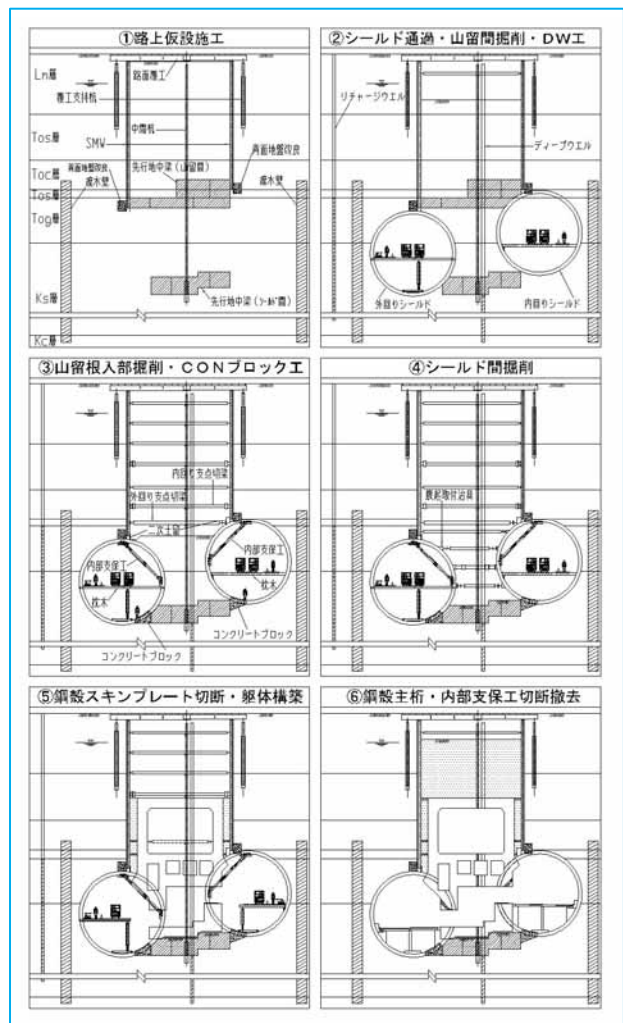 ①路上仮設施工
Lm層
路面覆工
覆工支持杭
Tos層
中間杭
SMW
Toc層
背面地盤改良
先行地中梁(山留間)
背面地盤改良
遮水壁
遮水壁
Tos層
Tog層
Ks層
先行地中梁(シールド間)
Kc層
②シールド通過・山留間掘削・DW工
リチャージウエル
ディープウエル
外回りシールド
内回りシールド
③山留根入部掘削・CONブロック工
内回り支点切梁
外回り支点切梁
二次土留
内部支保工
内部支保工
枕木
枕木
コンクリートブロック
コンクリートブロック
④シールド間掘削
腹起取付治具
⑤鋼殻スキンプレート切断・躯体構築
⑥鋼殻主桁・内部支保工切断撤去